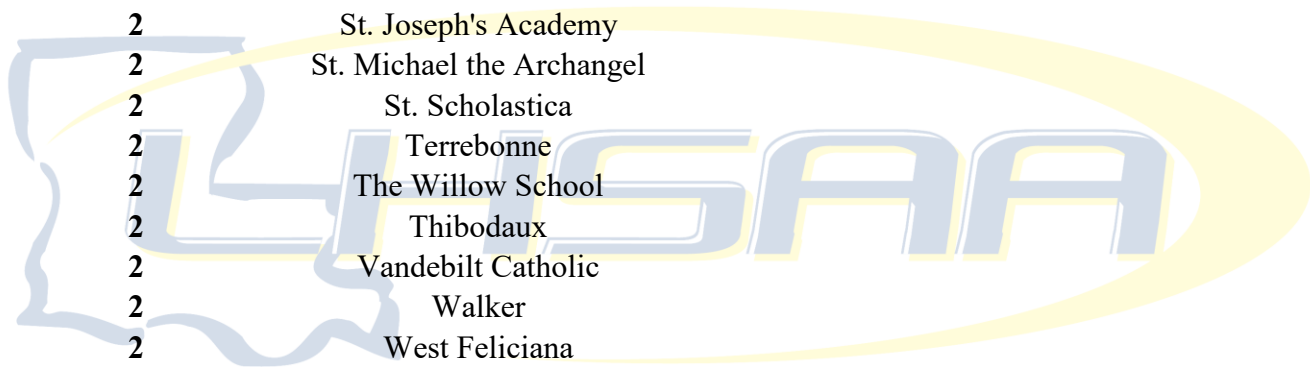 2 St. Joseph's Academy
2 St. Michael the Archangel
2 St. Scholastica
2 Terrebonne
2 The Willow School
2 Thibodaux
2 Vandebilt Catholic
2 Walker
2 West Feliciana
LHSAA